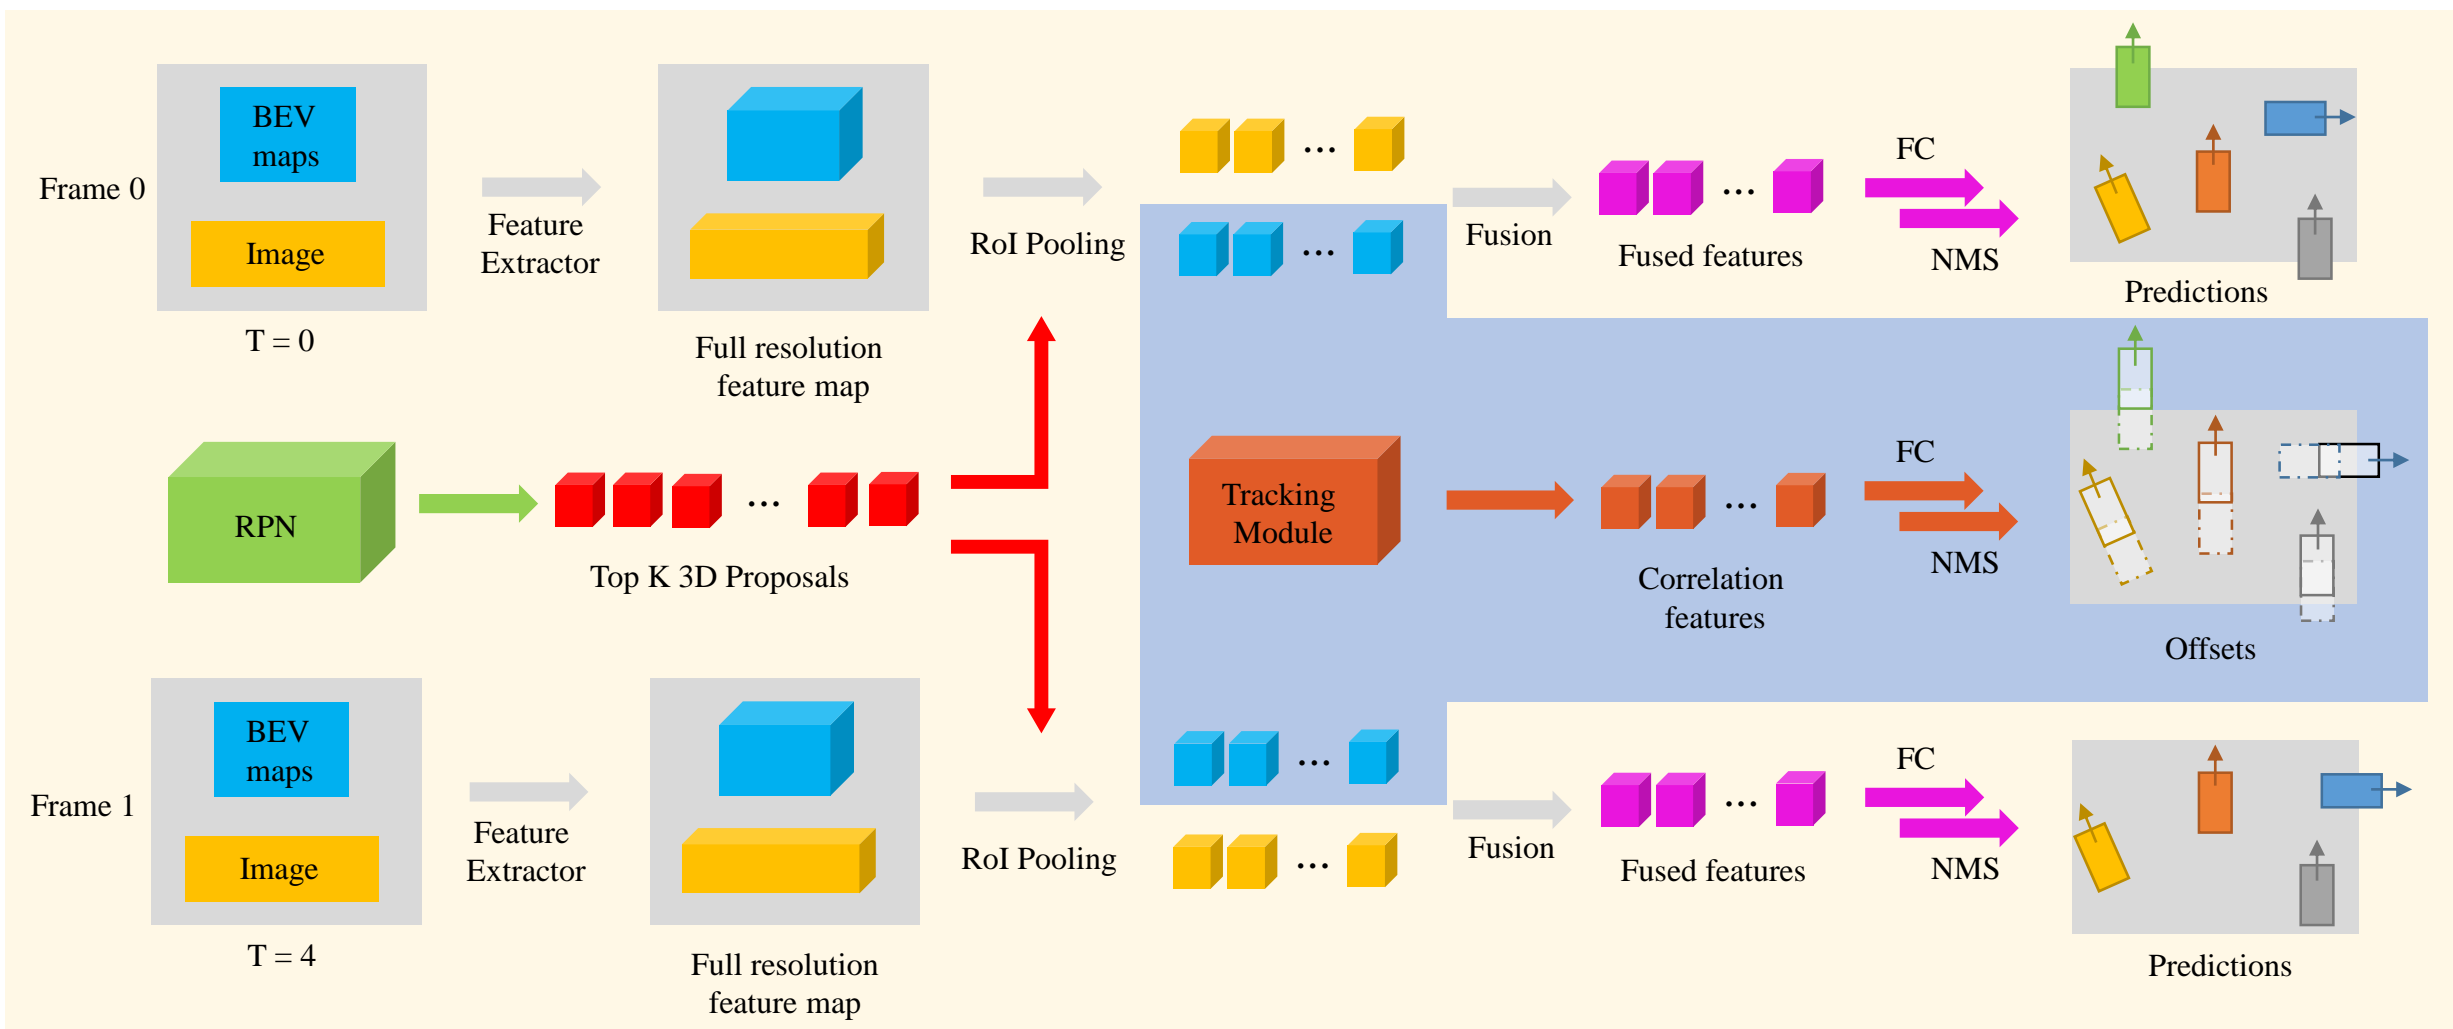 Frame 0
BEV
maps
Image
T = 0
Feature
Extractor
Full resolution
feature map
RoI Pooling
...
...
Fusion
...
Fused features
FC
NMS
Predictions
RPN
...
Top K 3D Proposals
Tracking
Module
...
Correlation
features
FC
NMS
Offsets
Frame 1
BEV
maps
Image
T = 4
Feature
Extractor
Full resolution
feature map
RoI Pooling
...
...
Fusion
...
Fused features
FC
NMS
Predictions